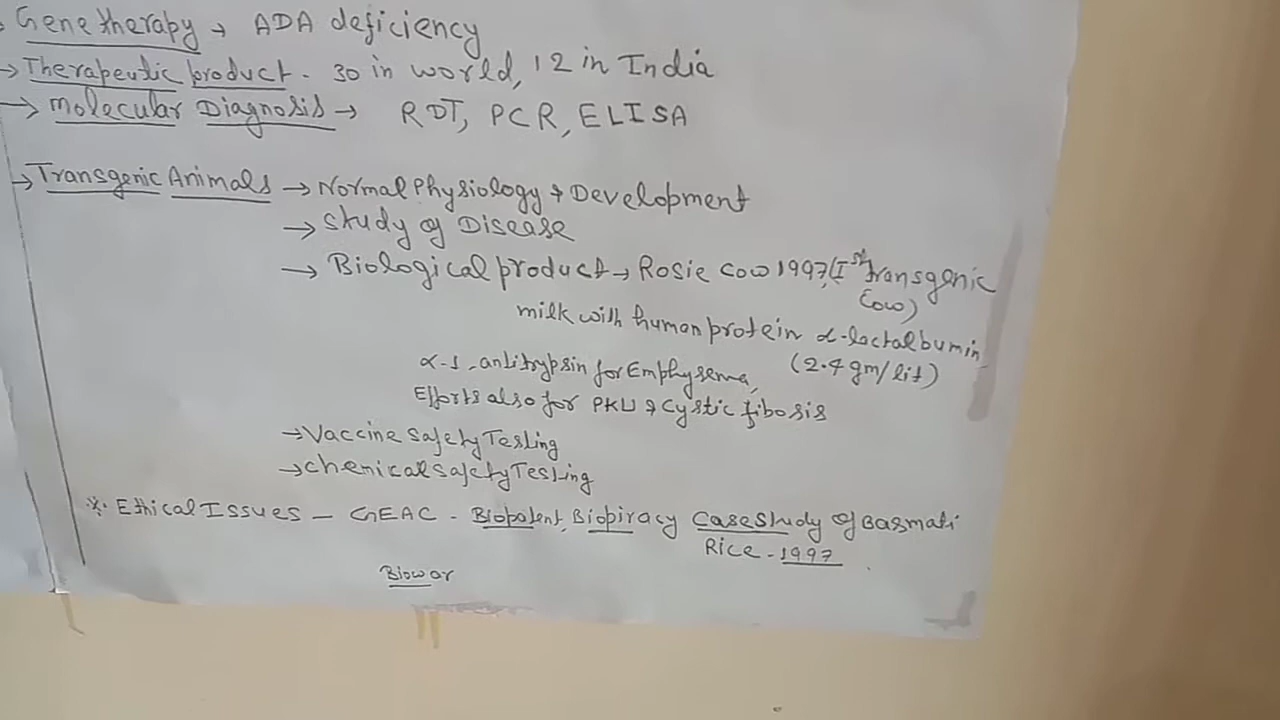 Gene therapy → ADA deficiency
→ Therapeutic product - 30 in world, 12 in India
→ Molecular Diagnosis → RDT, PCR, ELISA
→ Transgenic Animals → Normal Physiology & Development
→ Study of Disease
→ Biological product → Rosie Cow 1997, (Ist transgenic
Cow)
milk with human protein α-lactalbumin
(2.4 gm/lit)
α-1-antitrypsin for Emphysema,
Efforts also for PKU & Cystic fibosis
→ Vaccine Safety Testing
→ Chemical Safety Testing
* Ethical Issues - GEAC - Biopatent, Biopiracy Case Study of Basmati
Rice - 1997
Biowar